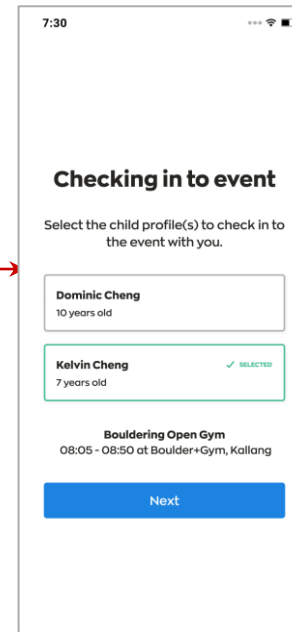 7:30
Checking in to event
Select the child profile(s) to check in to
the event with you.
Dominic Cheng
10 years old
Kelvin Cheng
SELECTED
7 years old
Bouldering Open Gym
08:05 - 08:50 at Boulder+Gym, Kallang
Next